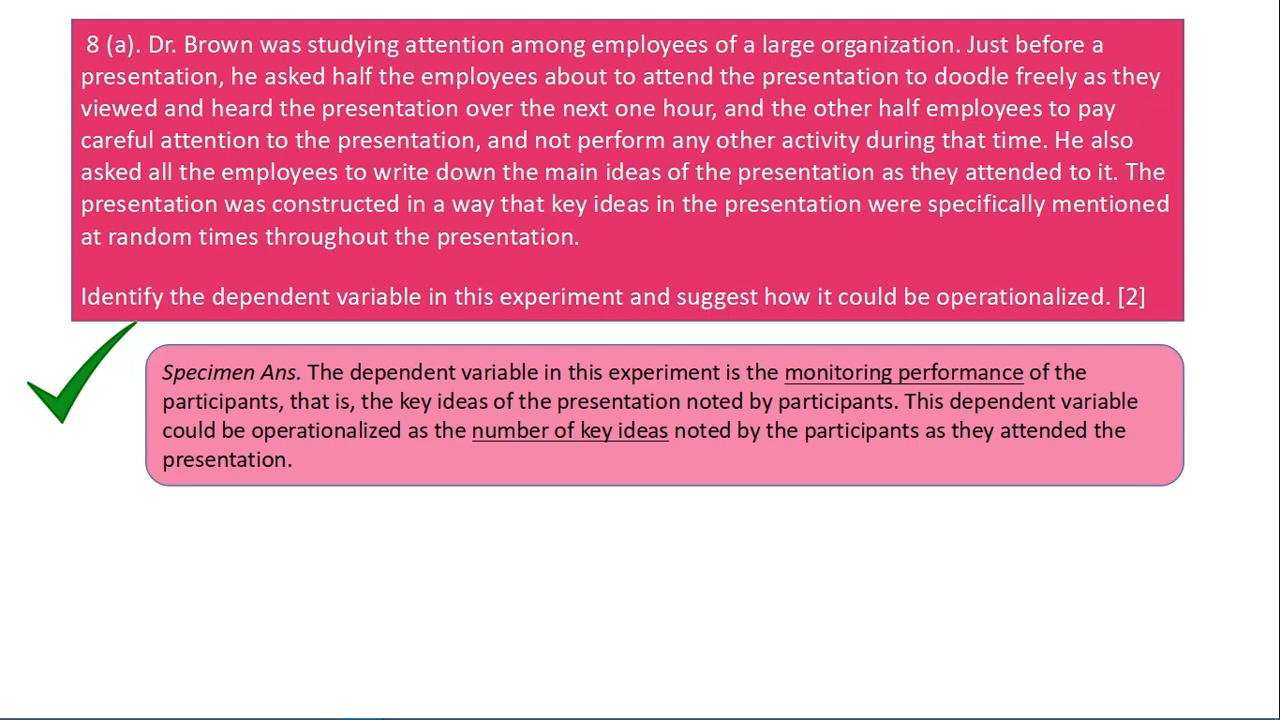 8 (a). Dr. Brown was studying attention among employees of a large organization. Just before a
presentation, he asked half the employees about to attend the presentation to doodle freely as they
viewed and heard the presentation over the next one hour, and the other half employees to pay
careful attention to the presentation, and not perform any other activity during that time. He also
asked all the employees to write down the main ideas of the presentation as they attended to it. The
presentation was constructed in a way that key ideas in the presentation were specifically mentioned
at random times throughout the presentation.
Identify the dependent variable in this experiment and suggest how it could be operationalized. [2]
Specimen Ans. The dependent variable in this experiment is the monitoring performance of the
participants, that is, the key ideas of the presentation noted by participants. This dependent variable
could be operationalized as the number of key ideas noted by the participants as they attended the
presentation.